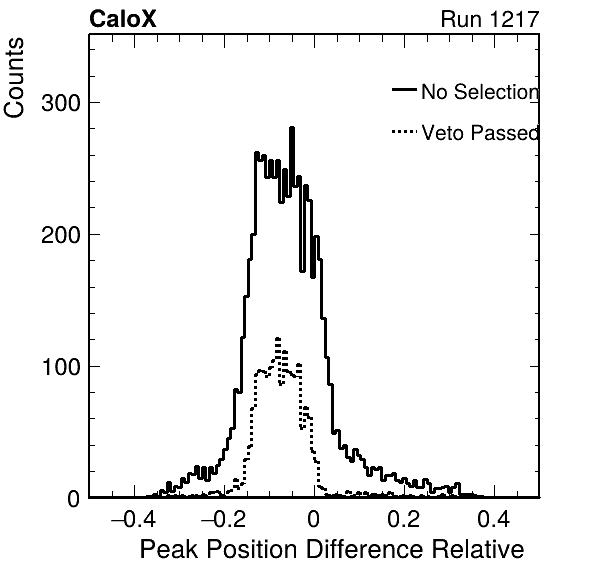 CaloX Run 1217
Counts
No Selection
Veto Passed
300
200
100
0
−0.4 −0.2 0 0.2 0.4
Peak Position Difference Relative